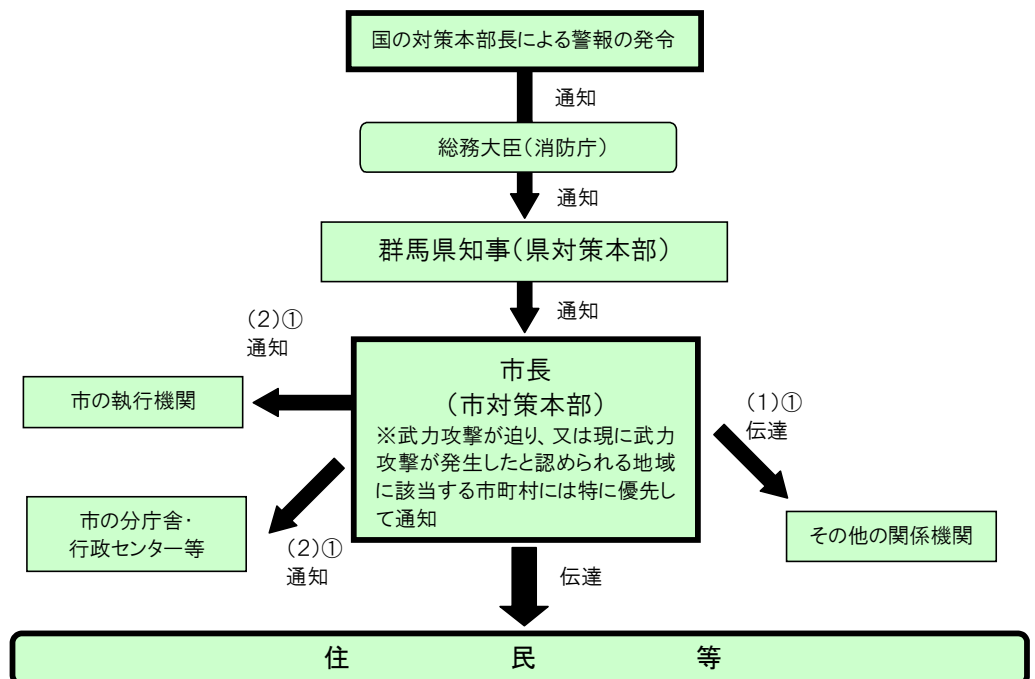 国の対策本部長による警報の発令
通知
総務大臣（消防庁）
通知
群馬県知事（県対策本部）
通知
（2）①
通知
市の執行機関
市長
（市対策本部）
※武力攻撃が迫り、又は現に武力
攻撃が発生したと認められる地域
に該当する市町村には特に優先し
て通知
（1）①
伝達
市の分庁舎・
行政センター等
（2）①
通知
その他の関係機関
伝達
住 民 等